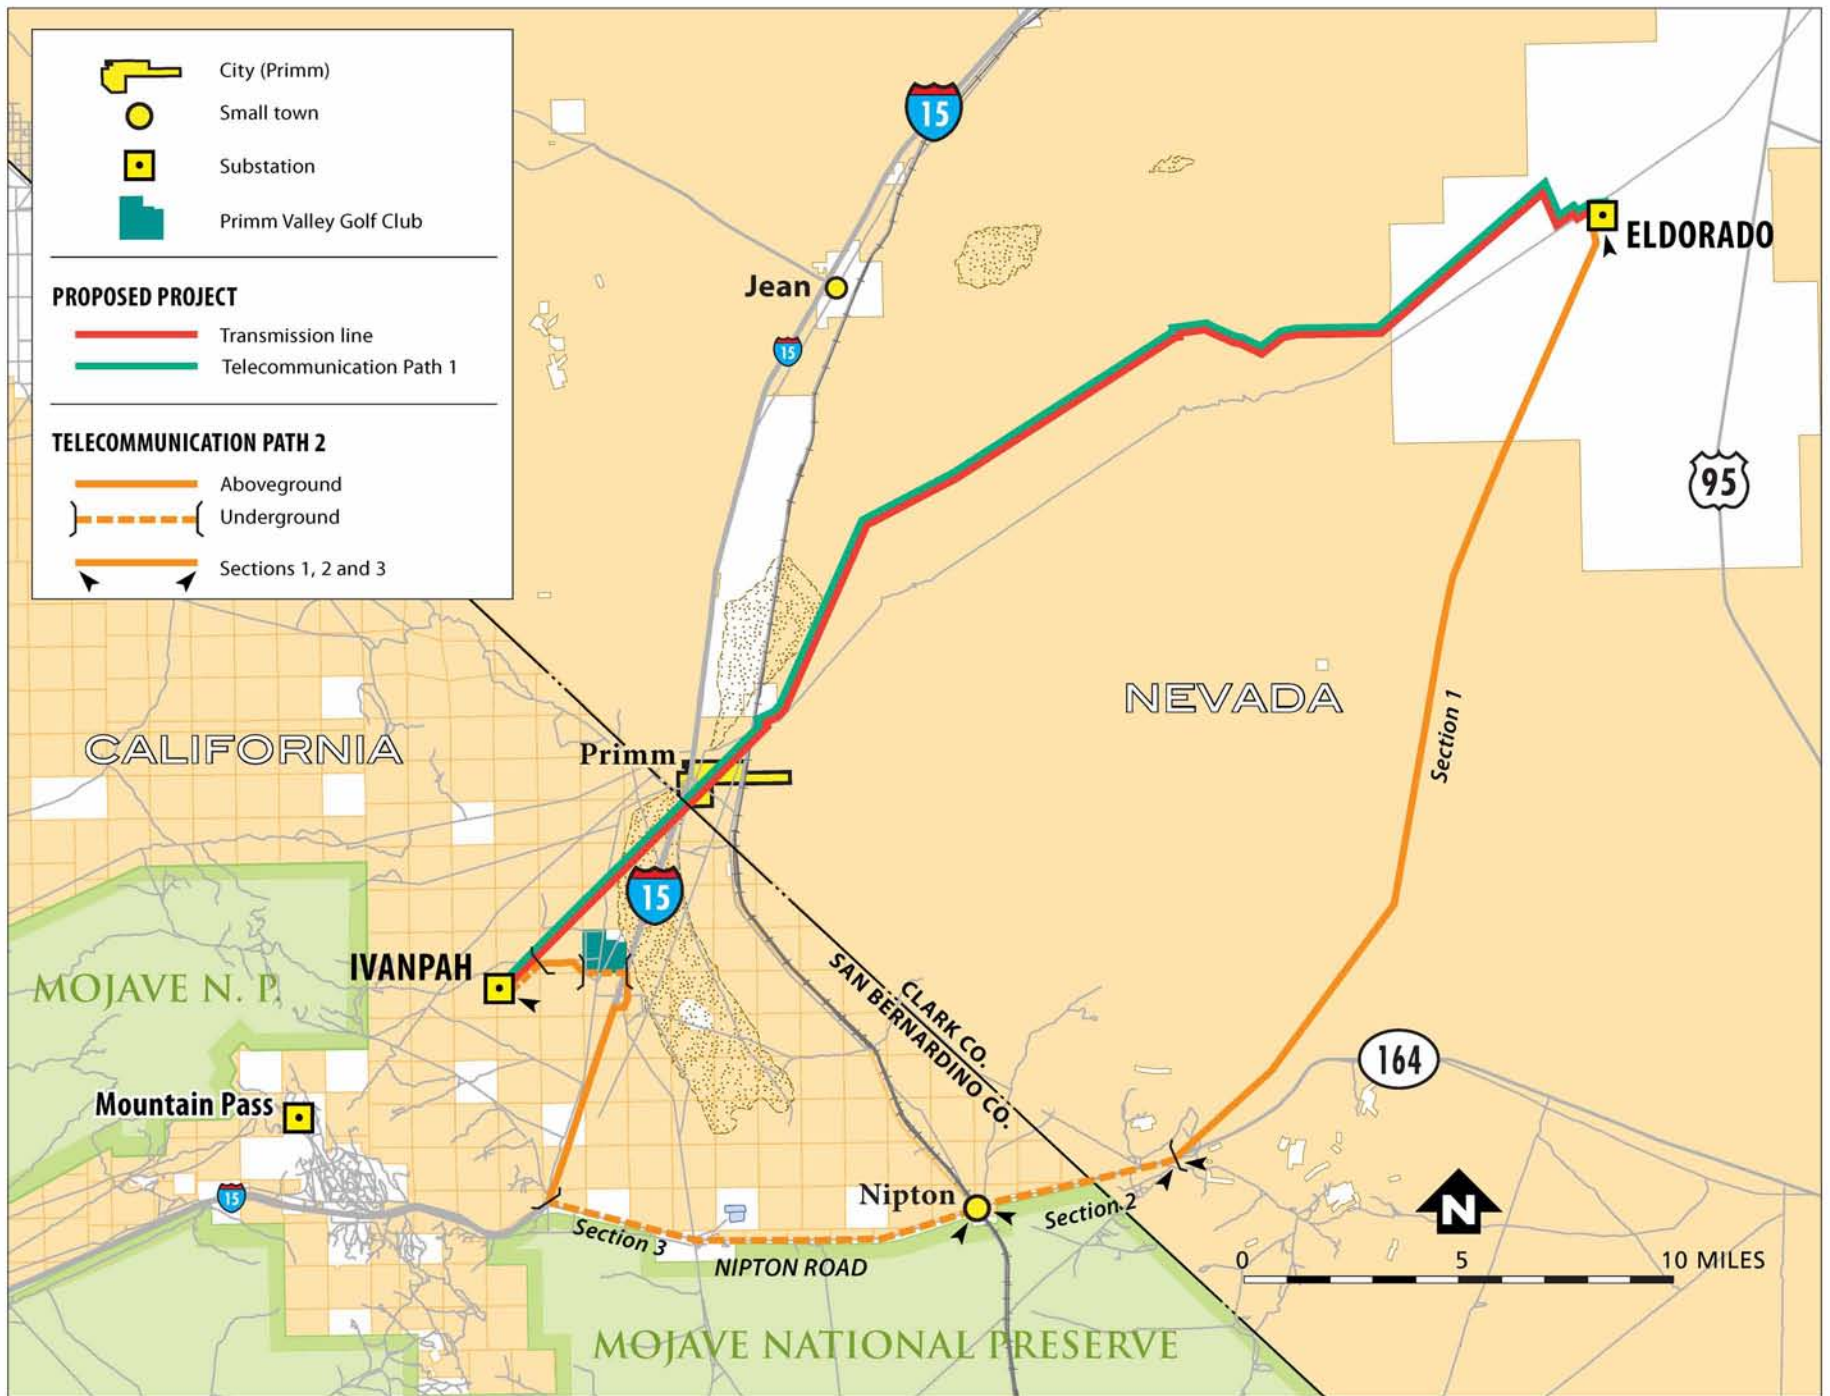 City (Primm)
Small town
Substation
Primm Valley Golf Club
PROPOSED PROJECT
Transmission line
Telecommunication Path 1
TELECOMMUNICATION PATH 2
Aboveground
Underground
Sections 1, 2 and 3
15
ELDORADO
Jean
15
95
NEVADA
Section 1
CALIFORNIA
Primm
15
IVANPAH
MOJAVE N. P.
CLARK CO.
SAN BERNARDINO CO.
164
Mountain Pass
15
Nipton
Section 2
Section 3
NIPTON ROAD
N
0 5 10 MILES
MOJAVE NATIONAL PRESERVE